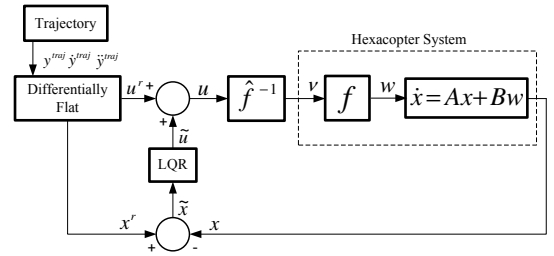 Trajectory
y^traj ẏ^traj ÿ^traj
Hexacopter System
Differentially
Flat
u^r +
+
u
f̂ ⁻¹
ν
f
w
ẋ = Ax + Bw
ũ
LQR
x̃
x^r
+
-
x